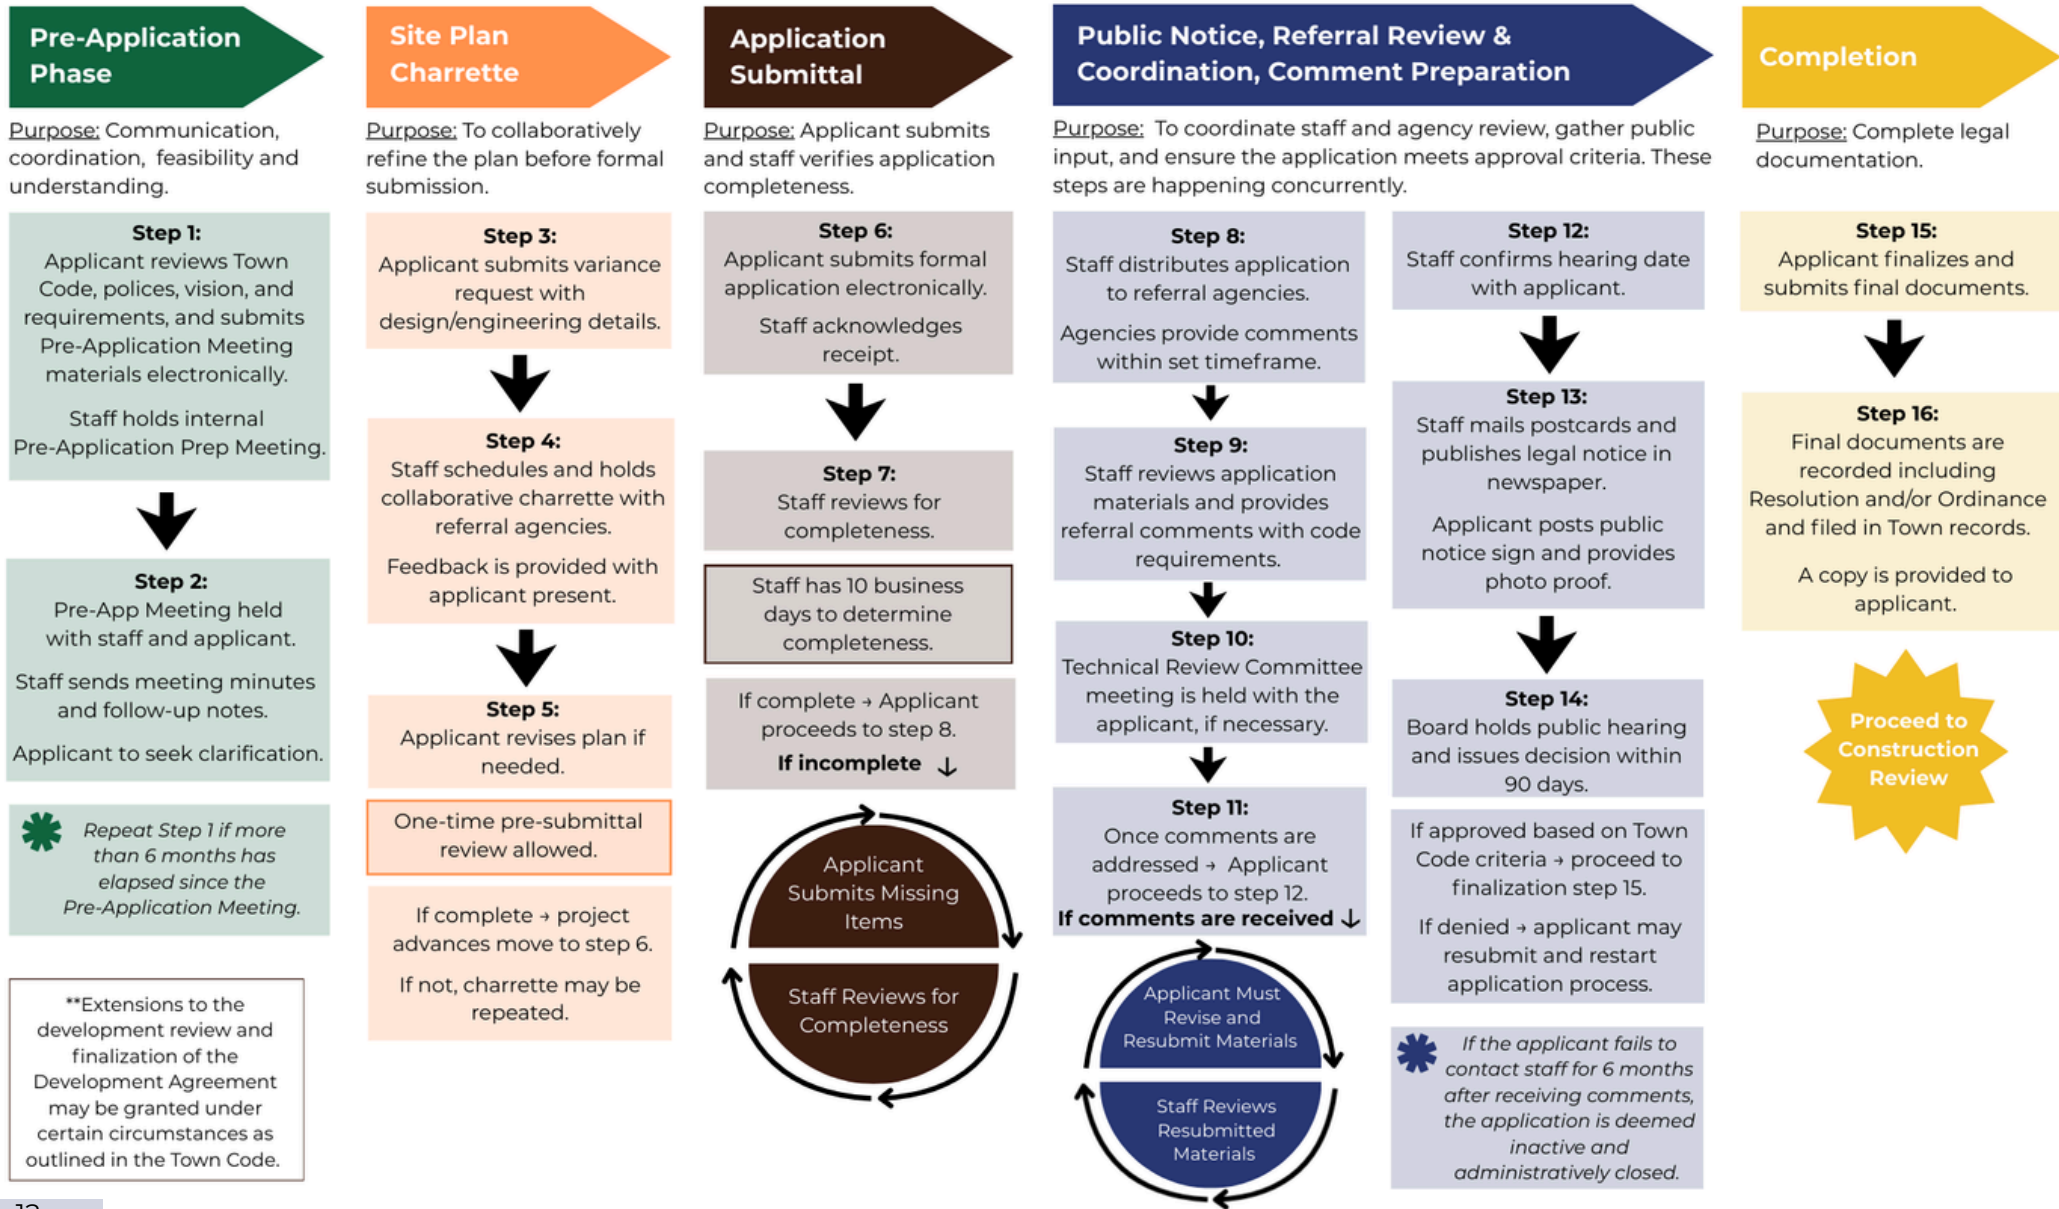 Pre-Application
Phase
Purpose: Communication,
coordination, feasibility and
understanding.
Step 1:
Applicant reviews Town
Code, polices, vision, and
requirements, and submits
Pre-Application Meeting
materials electronically.
Staff holds internal
Pre-Application Prep Meeting.
Step 2:
Pre-App Meeting held
with staff and applicant.
Staff sends meeting minutes
and follow-up notes.
Applicant to seek clarification.
Repeat Step 1 if more
than 6 months has
elapsed since the
Pre-Application Meeting.
**Extensions to the
development review and
finalization of the
Development Agreement
may be granted under
certain circumstances as
outlined in the Town Code.
Site Plan
Charrette
Purpose: To collaboratively
refine the plan before formal
submission.
Step 3:
Applicant submits variance
request with
design/engineering details.
Step 4:
Staff schedules and holds
collaborative charrette with
referral agencies.
Feedback is provided with
applicant present.
Step 5:
Applicant revises plan if
needed.
One-time pre-submittal
review allowed.
If complete → project
advances move to step 6.
If not, charrette may be
repeated.
Application
Submittal
Purpose: Applicant submits
and staff verifies application
completeness.
Step 6:
Applicant submits formal
application electronically.
Staff acknowledges
receipt.
Step 7:
Staff reviews for
completeness.
Staff has 10 business
days to determine
completeness.
If complete → Applicant
proceeds to step 8.
If incomplete ↓
Applicant
Submits Missing
Items
Staff Reviews for
Completeness
Public Notice, Referral Review &
Coordination, Comment Preparation
Purpose: To coordinate staff and agency review, gather public
input, and ensure the application meets approval criteria. These
steps are happening concurrently.
Step 8:
Staff distributes application
to referral agencies.
Agencies provide comments
within set timeframe.
Step 9:
Staff reviews application
materials and provides
referral comments with code
requirements.
Step 10:
Technical Review Committee
meeting is held with the
applicant, if necessary.
Step 11:
Once comments are
addressed → Applicant
proceeds to step 12.
If comments are received ↓
Applicant Must
Revise and
Resubmit Materials
Staff Reviews
Resubmitted
Materials
Step 12:
Staff confirms hearing date
with applicant.
Step 13:
Staff mails postcards and
publishes legal notice in
newspaper.
Applicant posts public
notice sign and provides
photo proof.
Step 14:
Board holds public hearing
and issues decision within
90 days.
If approved based on Town
Code criteria → proceed to
finalization step 15.
If denied → applicant may
resubmit and restart
application process.
If the applicant fails to
contact staff for 6 months
after receiving comments,
the application is deemed
inactive and
administratively closed.
Completion
Purpose: Complete legal
documentation.
Step 15:
Applicant finalizes and
submits final documents.
Step 16:
Final documents are
recorded including
Resolution and/or Ordinance
and filed in Town records.
A copy is provided to
applicant.
Proceed to
Construction
Review